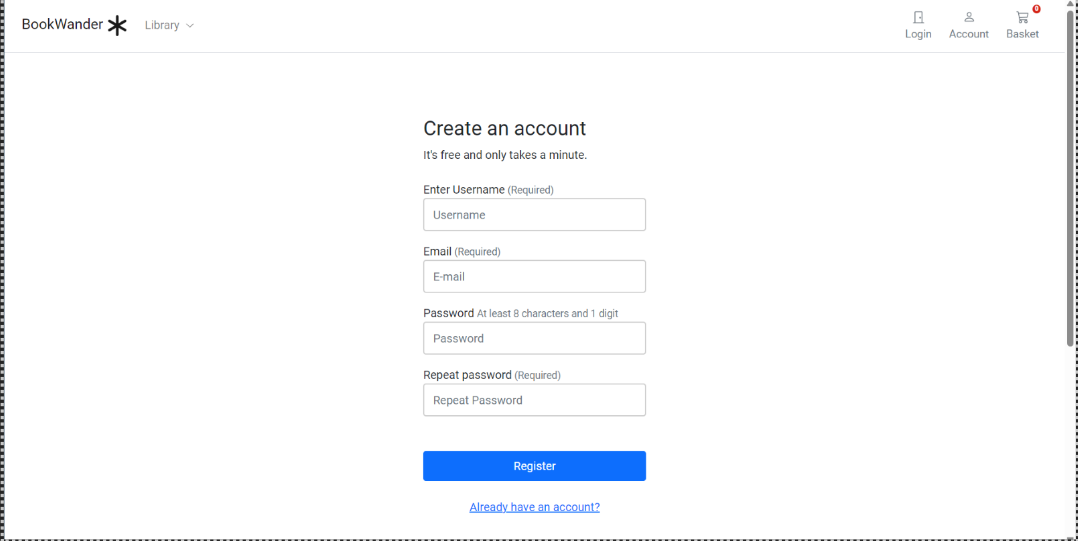 BookWander
Library
Login
Account
0
Basket
Create an account
It's free and only takes a minute.
Enter Username (Required)
Username
Email (Required)
E-mail
Password At least 8 characters and 1 digit
Password
Repeat password (Required)
Repeat Password
Register
Already have an account?